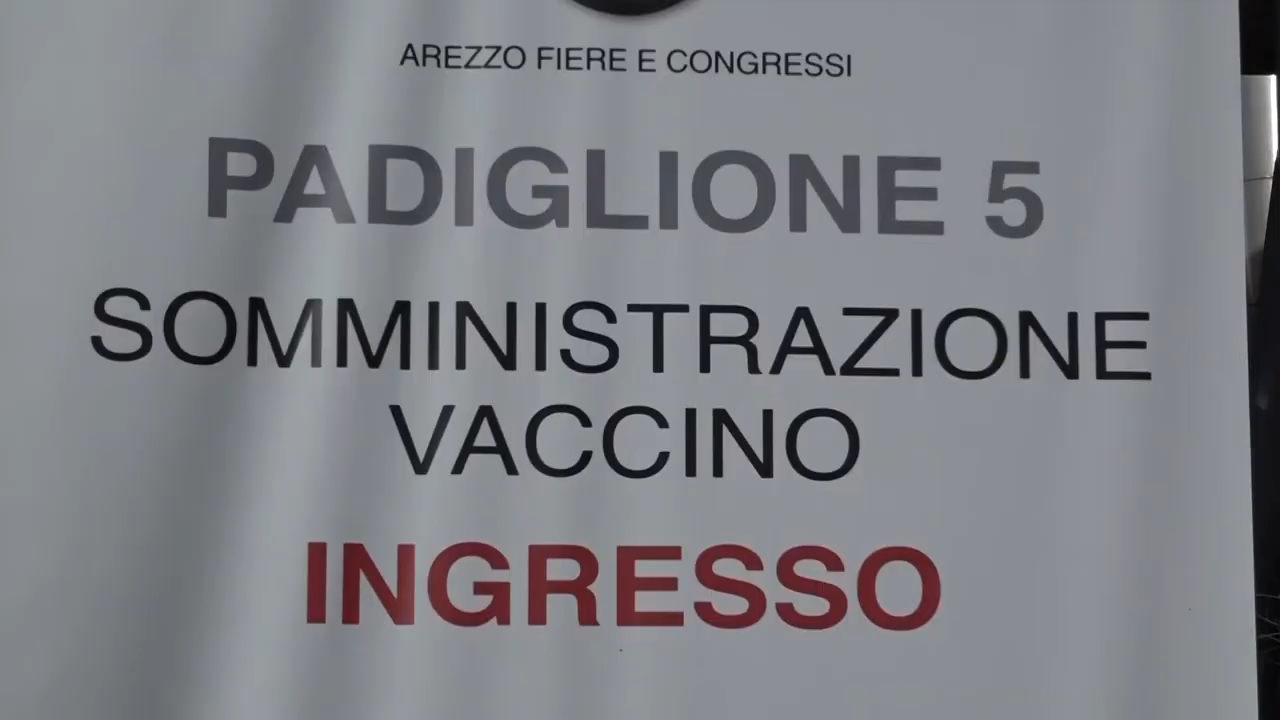 AREZZO FIERE E CONGRESSI
PADIGLIONE 5
SOMMINISTRAZIONE
VACCINO
INGRESSO